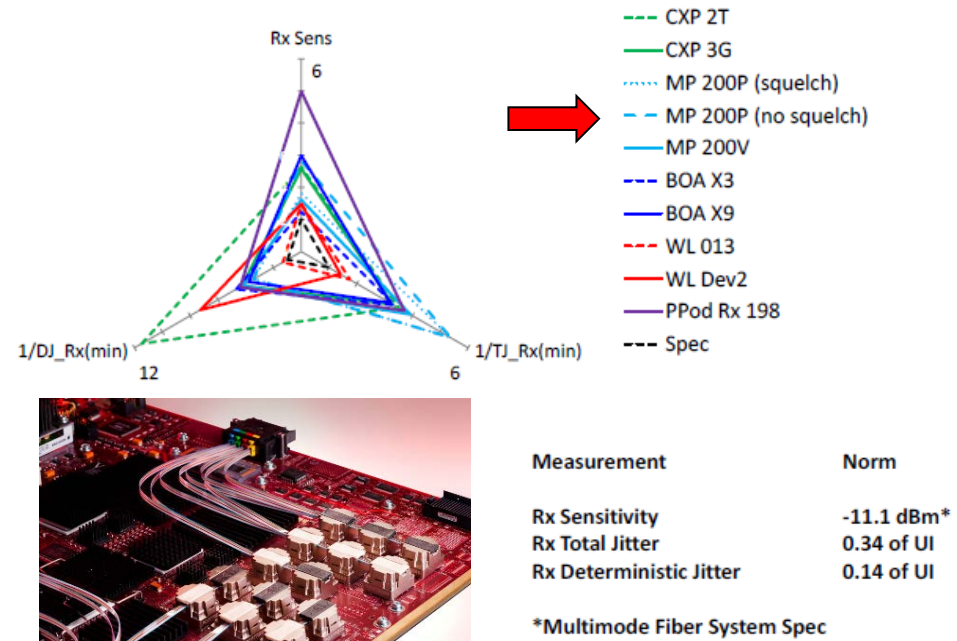 Rx Sens
6
1/DJ_Rx(min)
12
1/TJ_Rx(min)
6
CXP 2T
CXP 3G
MP 200P (squelch)
MP 200P (no squelch)
MP 200V
BOA X3
BOA X9
WL 013
WL Dev2
PPod Rx 198
Spec
Measurement Norm
Rx Sensitivity -11.1 dBm*
Rx Total Jitter 0.34 of UI
Rx Deterministic Jitter 0.14 of UI
*Multimode Fiber System Spec